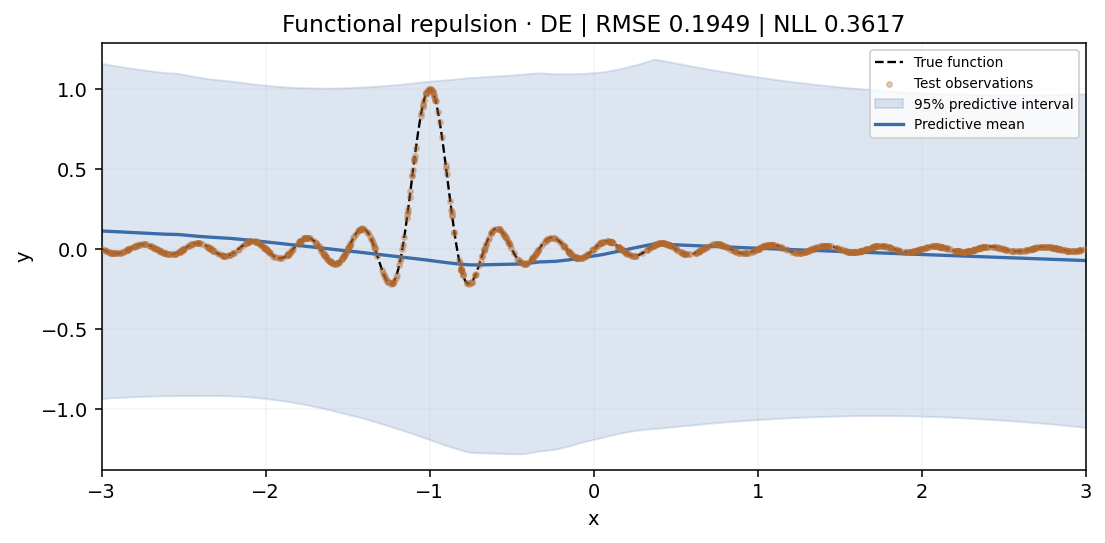 Functional repulsion · DE | RMSE 0.1949 | NLL 0.3617
True function
Test observations
95% predictive interval
Predictive mean
y
1.0
0.5
0.0
−0.5
−1.0
−3
−2
−1
0
1
2
3
x